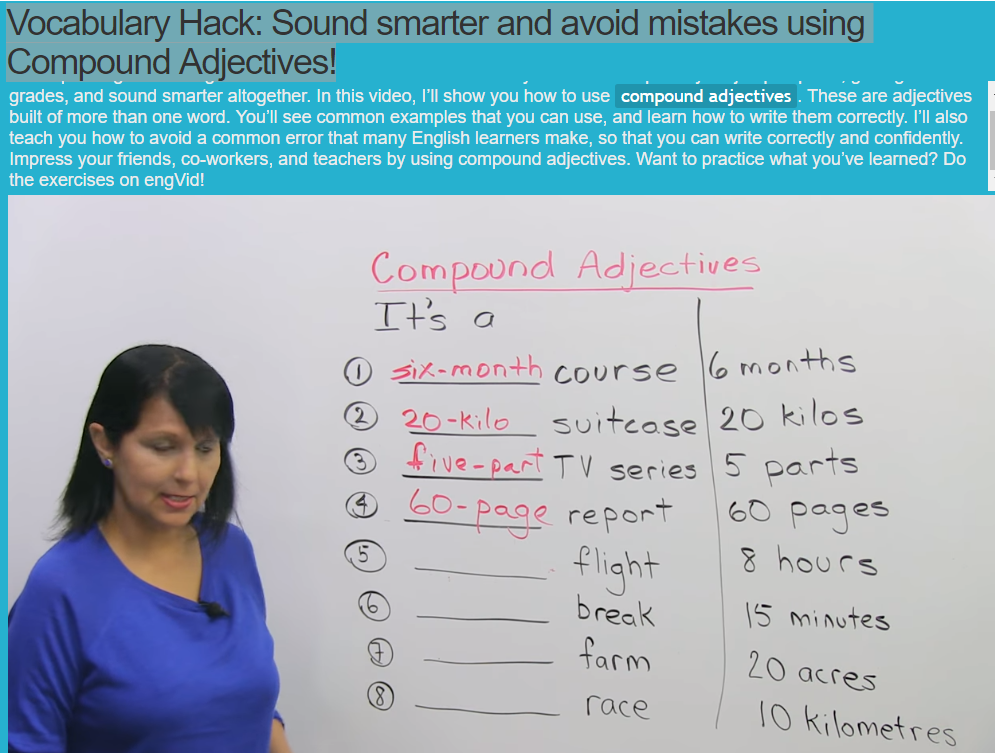 Vocabulary Hack: Sound smarter and avoid mistakes using
Compound Adjectives!
grades, and sound smarter altogether. In this video, I'll show you how to use compound adjectives . These are adjectives
built of more than one word. You'll see common examples that you can use, and learn how to write them correctly. I'll also
teach you how to avoid a common error that many English learners make, so that you can write correctly and confidently.
Impress your friends, co-workers, and teachers by using compound adjectives. Want to practice what you've learned? Do
the exercises on engVid!
Compound Adjectives
It's a
1 six-month course 6 months
2 20-kilo suitcase 20 kilos
3 five-part TV series 5 parts
4 60-page report 60 pages
5 flight 8 hours
6 break 15 minutes
7 farm 20 acres
8 race 10 kilometres